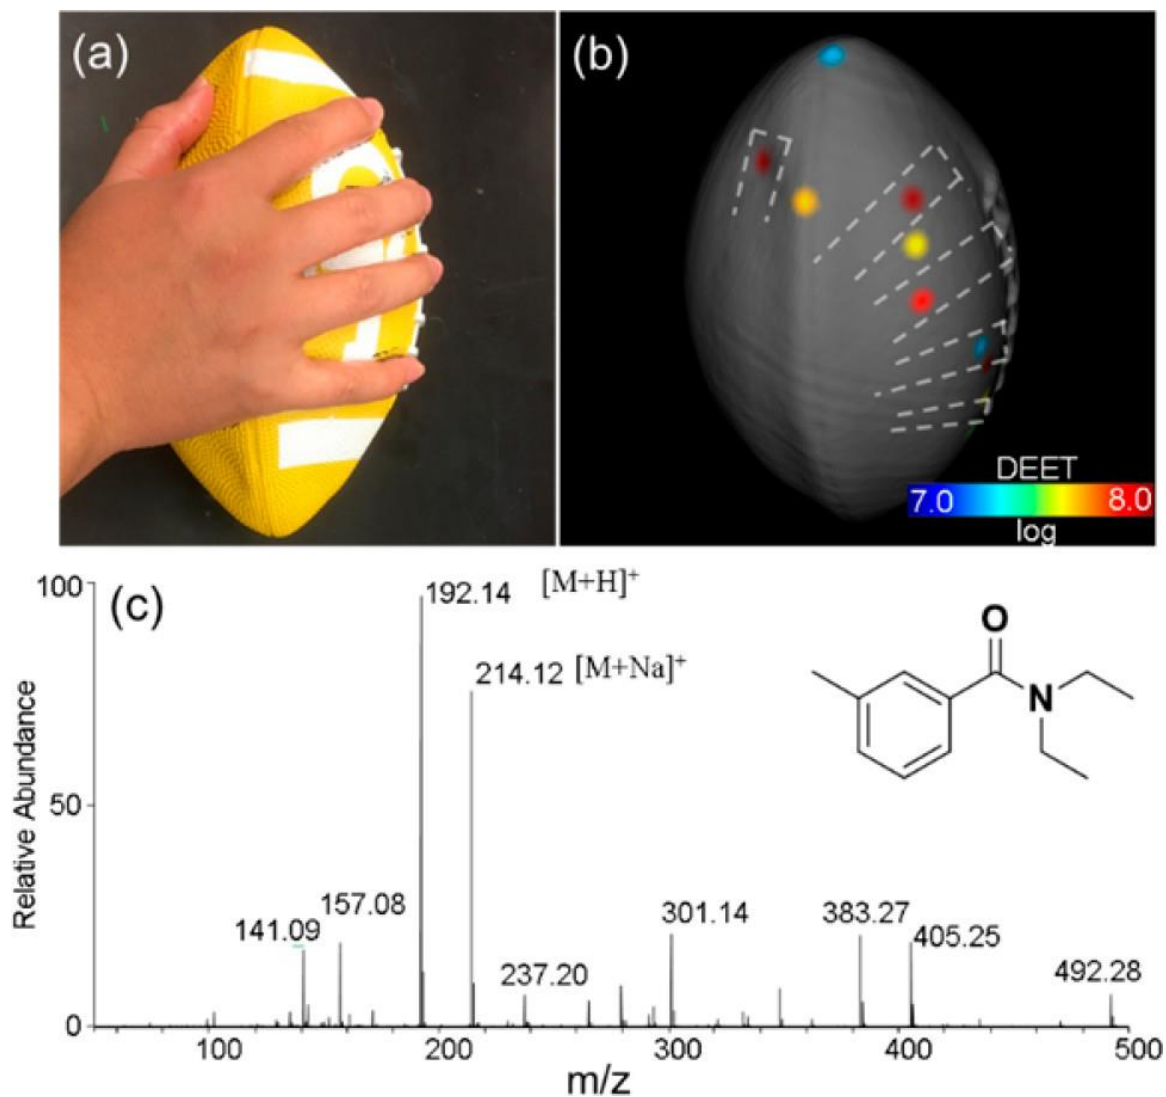 (a)
(b)
DEET
7.0 8.0
log
(c)
100
50
0
Relative Abundance
192.14 [M+H]⁺
214.12 [M+Na]⁺
141.09
157.08
237.20
301.14
383.27
405.25
492.28
O
N
100 200 300 400 500
m/z